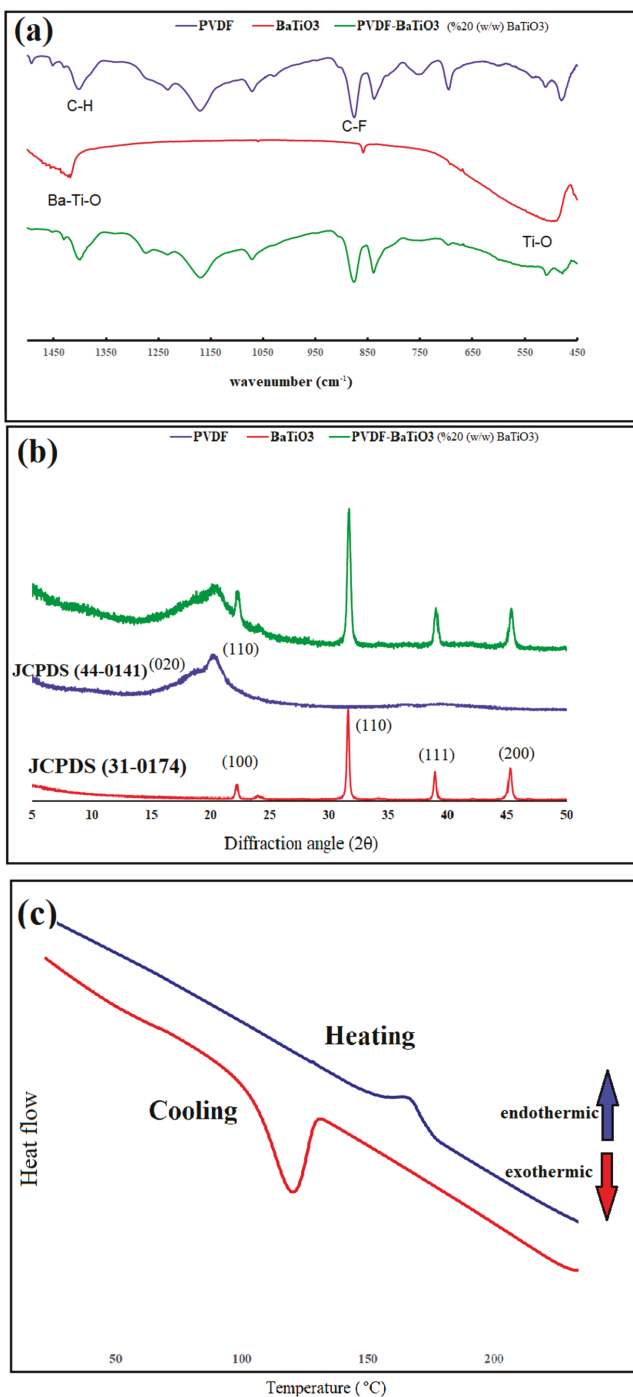 (a)
PVDF BaTiO3 PVDF-BaTiO3 (%20 (w/w) BaTiO3)
C-H C-F
Ba-Ti-O Ti-O
1450 1350 1250 1150 1050 950 850 750 650 550 450
wavenumber (cm-1)
(b)
PVDF BaTiO3 PVDF-BaTiO3 (%20 (w/w) BaTiO3)
JCPDS (44-0141) (020) (110)
(110)
JCPDS (31-0174) (100) (111) (200)
5 10 15 20 25 30 35 40 45 50
Diffraction angle (2θ)
(c)
Heating
Cooling
endothermic
exothermic
Heat flow
50 100 150 200
Temperature ( °C)